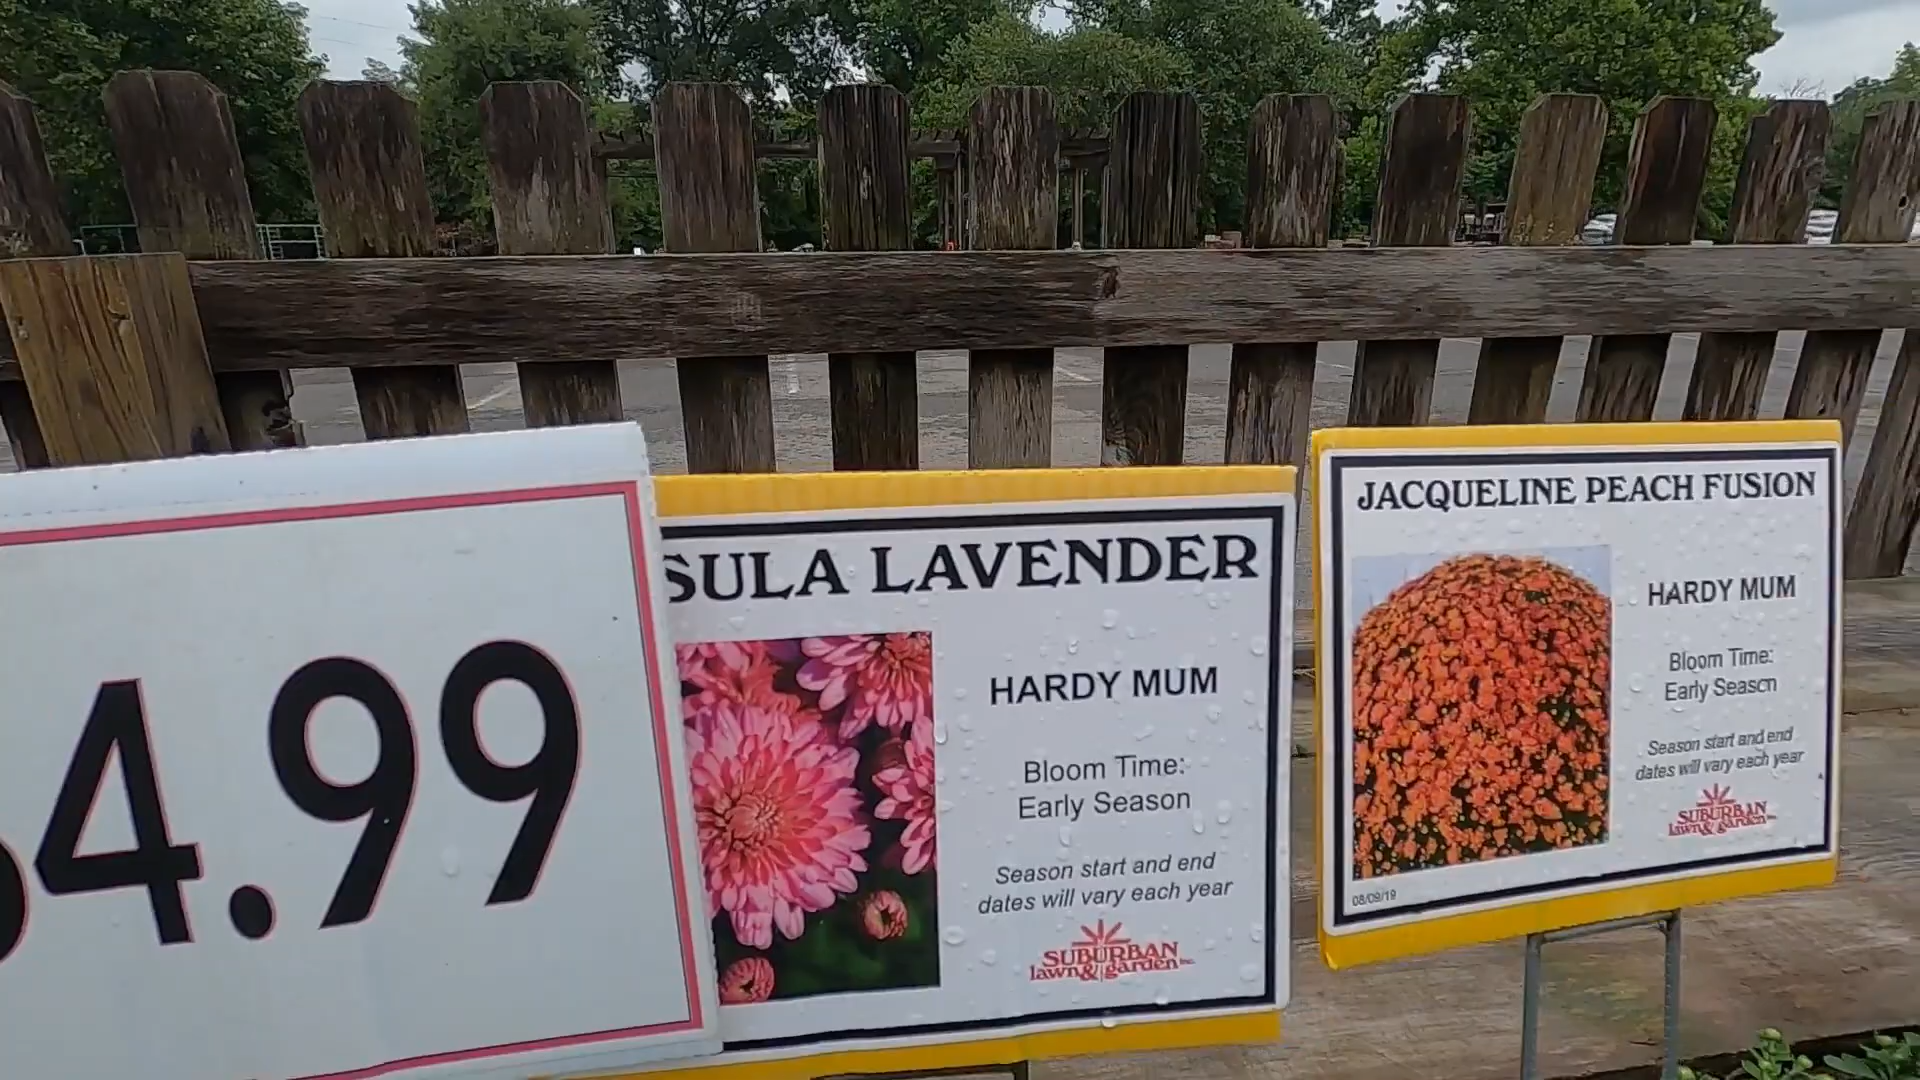 4.99
SULA LAVENDER
HARDY MUM
Bloom Time:
Early Season
Season start and end
dates will vary each year
SUBURBAN
lawn & garden Inc.
JACQUELINE PEACH FUSION
HARDY MUM
Bloom Time:
Early Season
Season start and end
dates will vary each year
SUBURBAN
lawn & garden Inc.
08/09/19